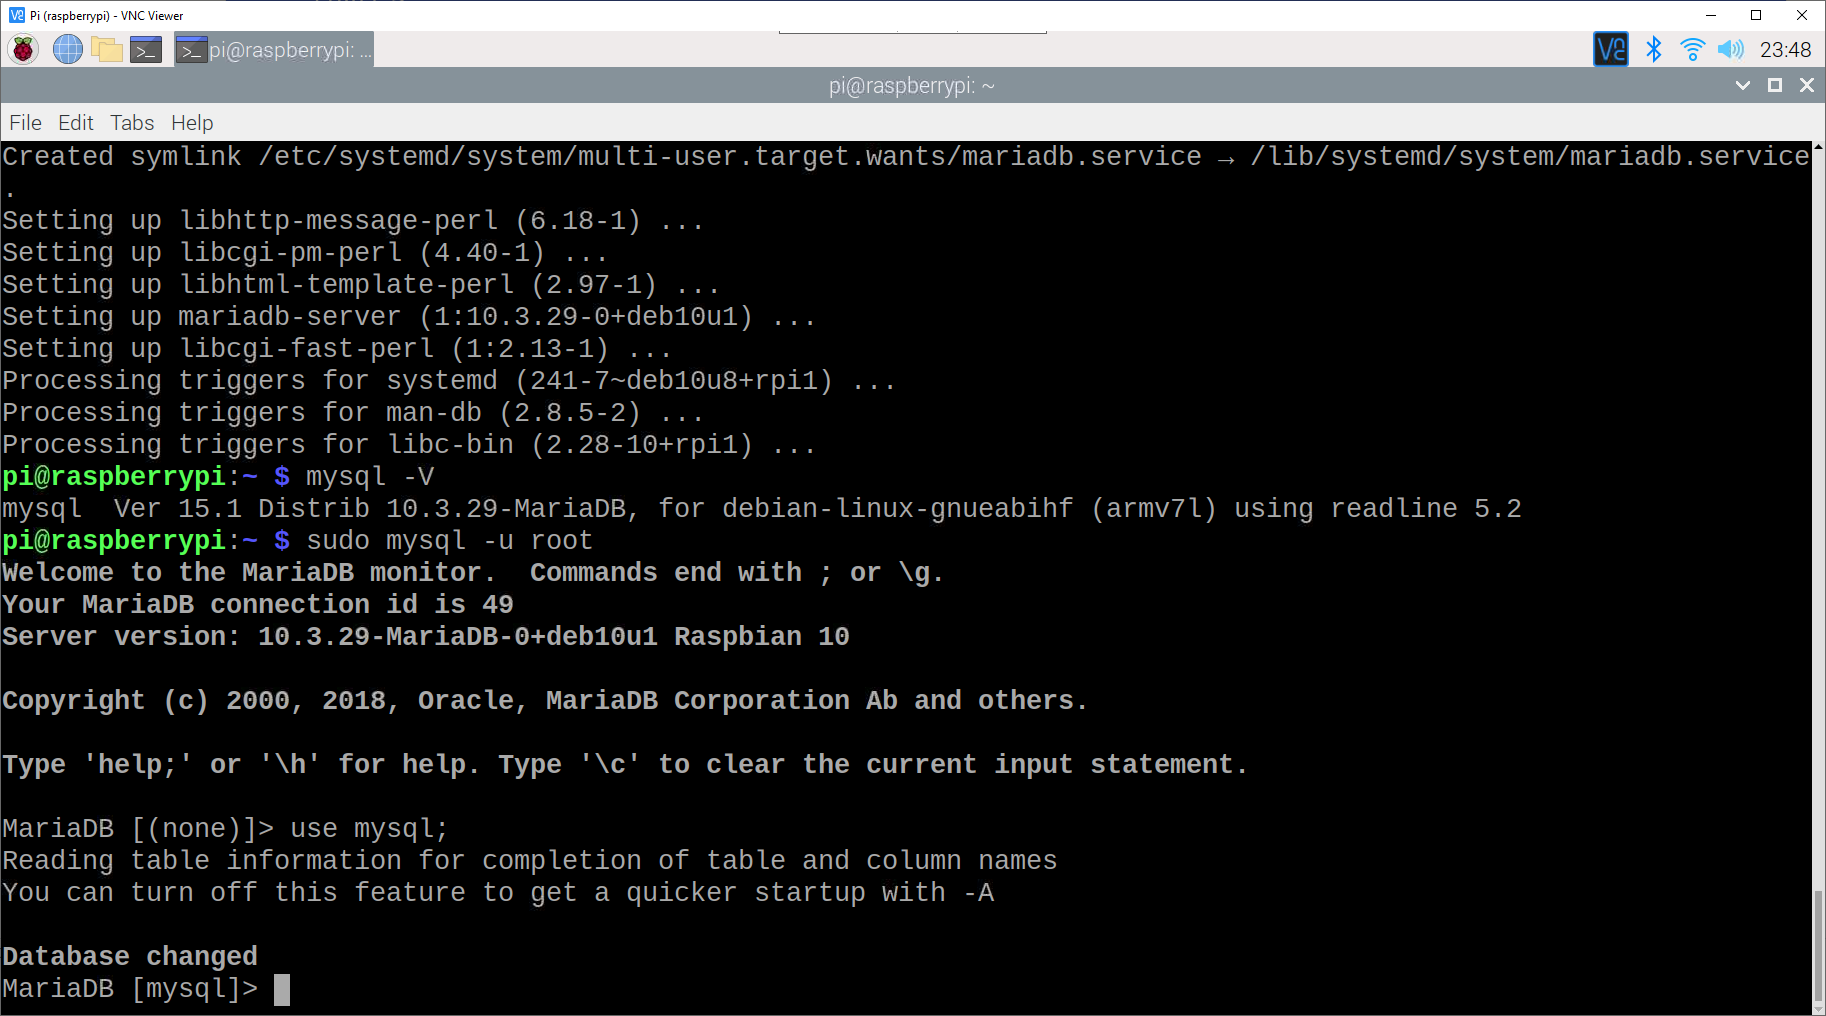 Pi (raspberrypi) - VNC Viewer
pi@raspberrypi: ...
23:48
pi@raspberrypi: ~
File Edit Tabs Help
Created symlink /etc/systemd/system/multi-user.target.wants/mariadb.service → /lib/systemd/system/mariadb.service
.
Setting up libhttp-message-perl (6.18-1) ...
Setting up libcgi-pm-perl (4.40-1) ...
Setting up libhtml-template-perl (2.97-1) ...
Setting up mariadb-server (1:10.3.29-0+deb10u1) ...
Setting up libcgi-fast-perl (1:2.13-1) ...
Processing triggers for systemd (241-7~deb10u8+rpi1) ...
Processing triggers for man-db (2.8.5-2) ...
Processing triggers for libc-bin (2.28-10+rpi1) ...
pi@raspberrypi:~ $ mysql -V
mysql  Ver 15.1 Distrib 10.3.29-MariaDB, for debian-linux-gnueabihf (armv7l) using readline 5.2
pi@raspberrypi:~ $ sudo mysql -u root
Welcome to the MariaDB monitor.  Commands end with ; or \g.
Your MariaDB connection id is 49
Server version: 10.3.29-MariaDB-0+deb10u1 Raspbian 10
Copyright (c) 2000, 2018, Oracle, MariaDB Corporation Ab and others.
Type 'help;' or '\h' for help. Type '\c' to clear the current input statement.
MariaDB [(none)]> use mysql;
Reading table information for completion of table and column names
You can turn off this feature to get a quicker startup with -A
Database changed
MariaDB [mysql]>